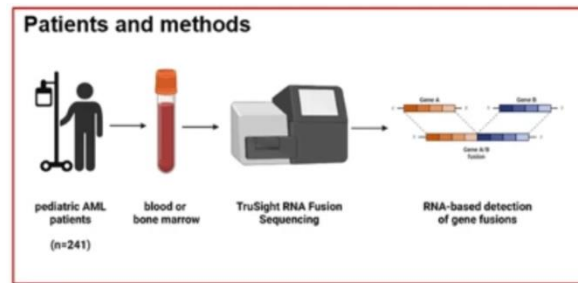 Patients and methods
Gene A
Gene B
Gene A/B
fusion
pediatric AML
patients
(n=241)
blood or
bone marrow
TruSight RNA Fusion
Sequencing
RNA-based detection
of gene fusions